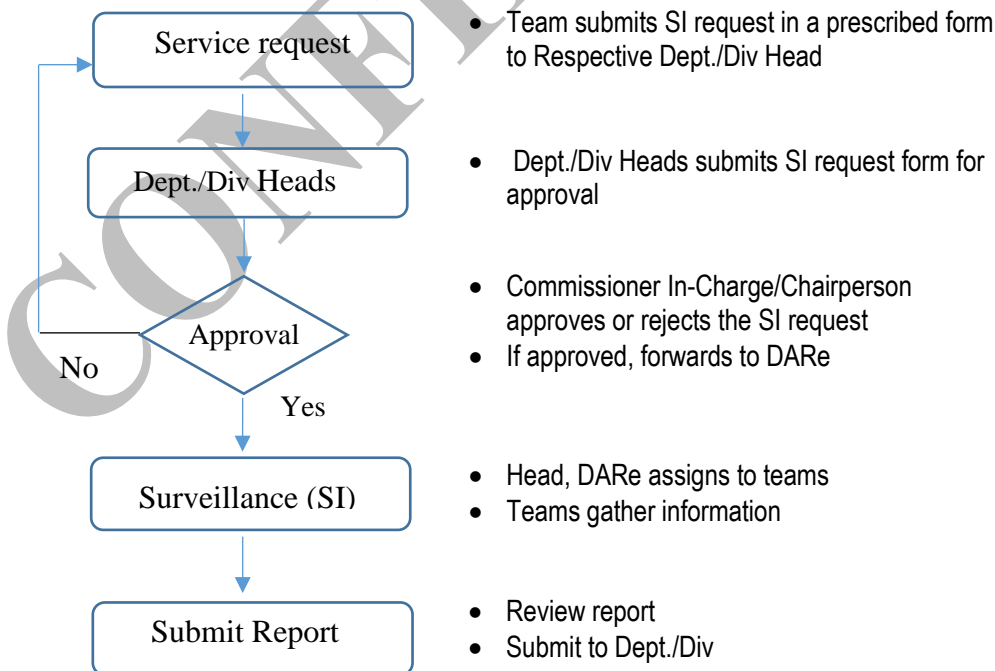 Service request
• Team submits SI request in a prescribed form
to Respective Dept./Div Head
Dept./Div Heads
• Dept./Div Heads submits SI request form for
approval
Approval
No
Yes
• Commissioner In-Charge/Chairperson
approves or rejects the SI request
• If approved, forwards to DARe
Surveillance (SI)
• Head, DARe assigns to teams
• Teams gather information
Submit Report
• Review report
• Submit to Dept./Div
CONF